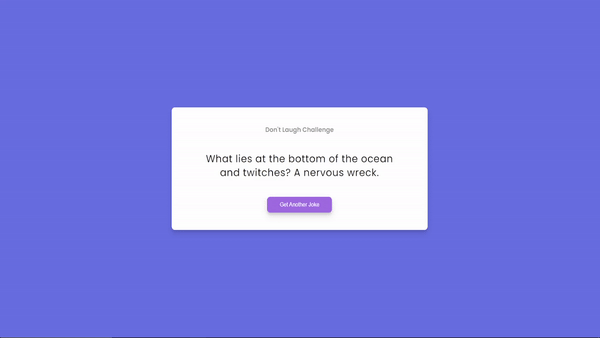 Don't Laugh Challenge
What lies at the bottom of the ocean
and twitches? A nervous wreck.
Get Another Joke